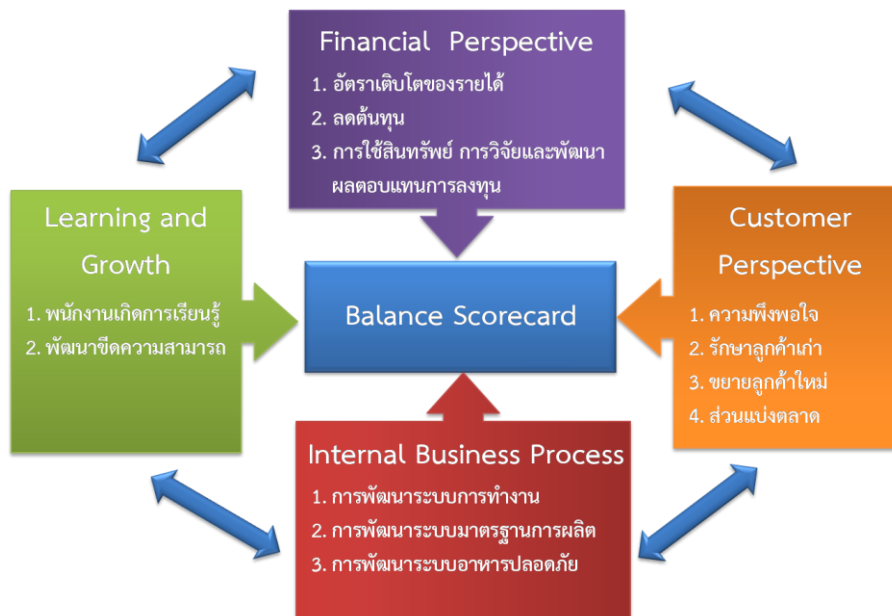 Financial Perspective
1. อัตราเติบโตของรายได้
2. ลดต้นทุน
3. การใช้สินทรัพย์ การวิจัยและพัฒนา
ผลตอบแทนการลงทุน
Learning and
Growth
1. พนักงานเกิดการเรียนรู้
2. พัฒนาขีดความสามารถ
Balance Scorecard
Customer
Perspective
1. ความพึงพอใจ
2. รักษาลูกค้าเก่า
3. ขยายลูกค้าใหม่
4. ส่วนแบ่งตลาด
Internal Business Process
1. การพัฒนาระบบการทำงาน
2. การพัฒนาระบบมาตรฐานการผลิต
3. การพัฒนาระบบอาหารปลอดภัย